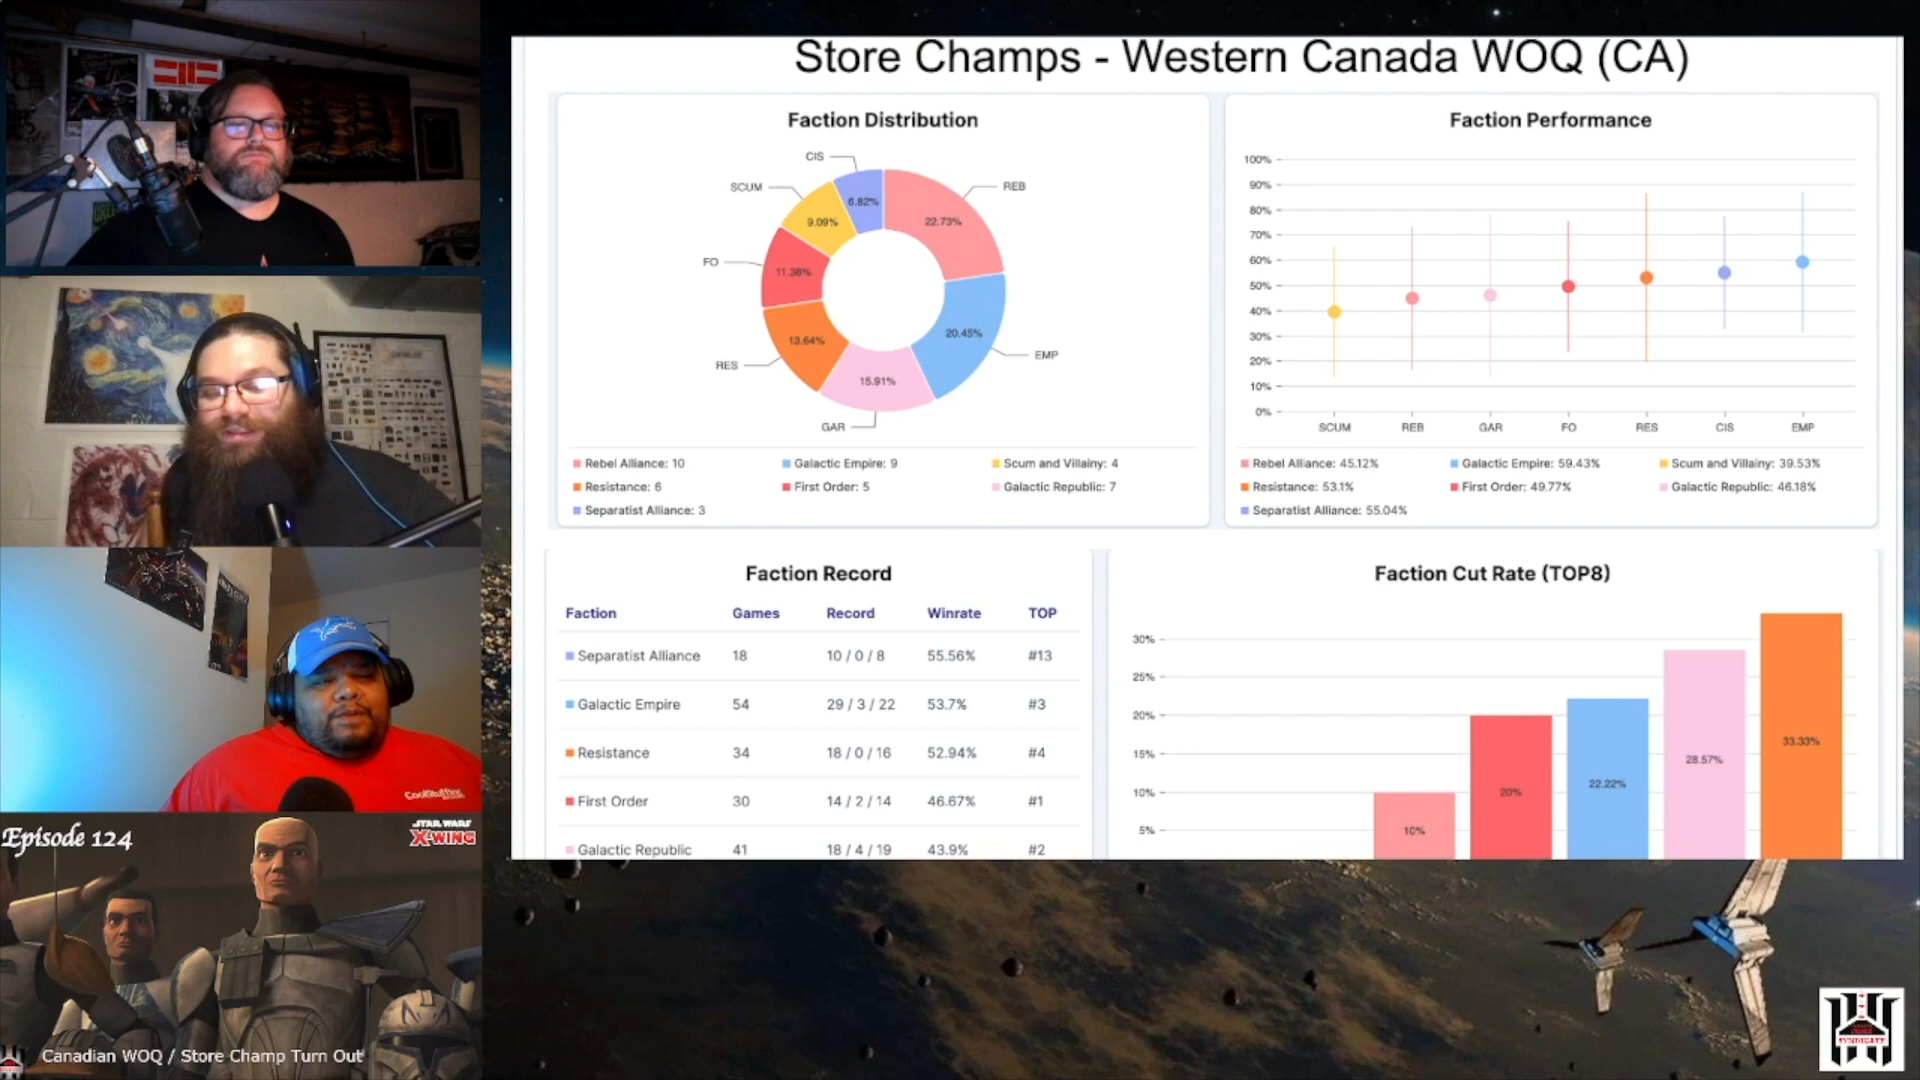 Store Champs - Western Canada WOQ (CA)
Faction Distribution
CIS
SCUM
REB
6.82%
9.09%
22.73%
FO
11.36%
20.45%
13.64%
EMP
RES
15.91%
GAR
Rebel Alliance: 10
Galactic Empire: 9
Scum and Villainy: 4
Resistance: 6
First Order: 5
Galactic Republic: 7
Separatist Alliance: 3
Faction Performance
100%
90%
80%
70%
60%
50%
40%
30%
20%
10%
0%
SCUM REB GAR FO RES CIS EMP
Rebel Alliance: 45.12%
Galactic Empire: 59.43%
Scum and Villainy: 39.53%
Resistance: 53.1%
First Order: 49.77%
Galactic Republic: 46.18%
Separatist Alliance: 55.04%
Faction Record
Faction Games Record Winrate TOP
Separatist Alliance 18 10 / 0 / 8 55.56% #13
Galactic Empire 54 29 / 3 / 22 53.7% #3
Resistance 34 18 / 0 / 16 52.94% #4
First Order 30 14 / 2 / 14 46.67% #1
Galactic Republic 41 18 / 4 / 19 43.9% #2
Faction Cut Rate (TOP8)
30%
25%
20%
15%
10%
5%
10%
20%
22.22%
28.57%
33.33%
Episode 124
STAR WARS
X-WING
Canadian WOQ / Store Champ Turn Out
SYNDICATE